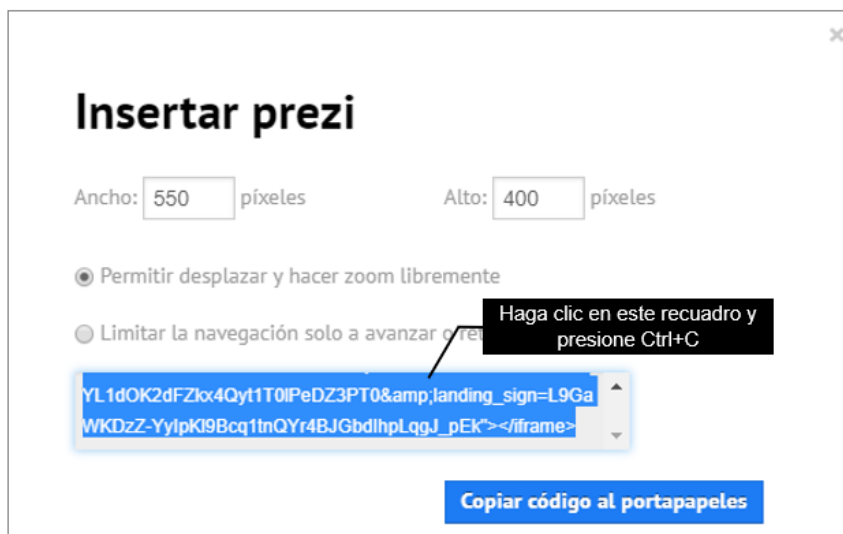 ×
Insertar prezi
Ancho: 550 píxeles Alto: 400 píxeles
Permitir desplazar y hacer zoom libremente
Haga clic en este recuadro y
presione Ctrl+C
Limitar la navegación solo a avanzar o
YL1dOK2dFZkx4Qyt1T0lPeDZ3PT0&amp;landing_sign=L9Ga
WKDzZ-YylpKl9Bcq1tnQYr4BJGbdlhpLqgJ_pEk"></iframe>
Copiar código al portapapeles